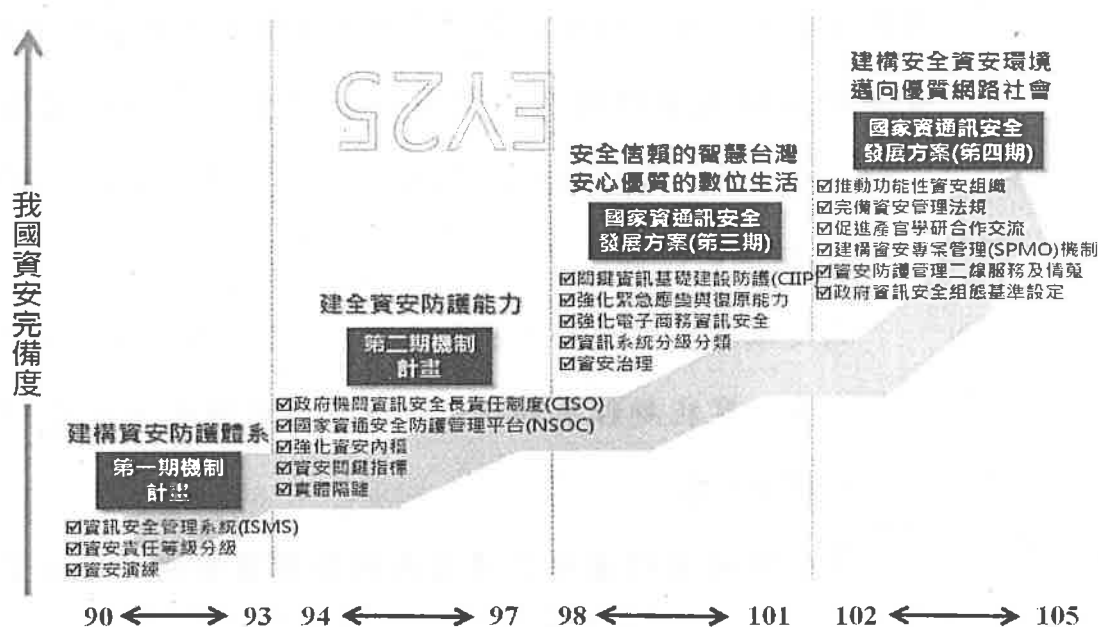 我國資安完備度
建構資安防護體系
第一期機制
計畫
☑資訊安全管理系統(ISMS)
☑資安責任等級分級
☑資安演練
建全資安防護能力
第二期機制
計畫
☑政府機關資訊安全長責任制度(CISO)
☑國家資通安全防護管理平台(NSOC)
☑強化資安內稽
☑資安關鍵指標
☑實體隔離
安全信賴的智慧台灣
安心優質的數位生活
國家資通訊安全
發展方案(第三期)
☑關鍵資訊基礎建設防護(CIIP
☑強化緊急應變與復原能力
☑強化電子商務資訊安全
☑資訊系統分級分類
☑資安治理
建構安全資安環境
邁向優質網路社會
國家資通訊安全
發展方案(第四期)
☑推動功能性資安組織
☑完備資安管理法規
☑促進產官學研合作交流
☑建構資安專案管理(SPMO)機制
☑資安防護管理二線服務及情蒐
☑政府資訊安全組態基準設定
EY25
90 93 94 97 98 101 102 105